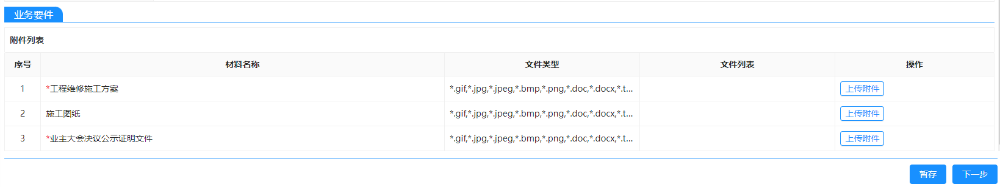 业务要件
附件列表
序号 材料名称 文件类型 文件列表 操作
1 *工程维修施工方案 *.gif,*.jpg,*.jpeg,*.bmp,*.png,*.doc,*.docx,*.t... 上传附件
2 施工图纸 *.gif,*.jpg,*.jpeg,*.bmp,*.png,*.doc,*.docx,*.t... 上传附件
3 *业主大会决议公示证明文件 *.gif,*.jpg,*.jpeg,*.bmp,*.png,*.doc,*.docx,*.t... 上传附件
暂存 下一步